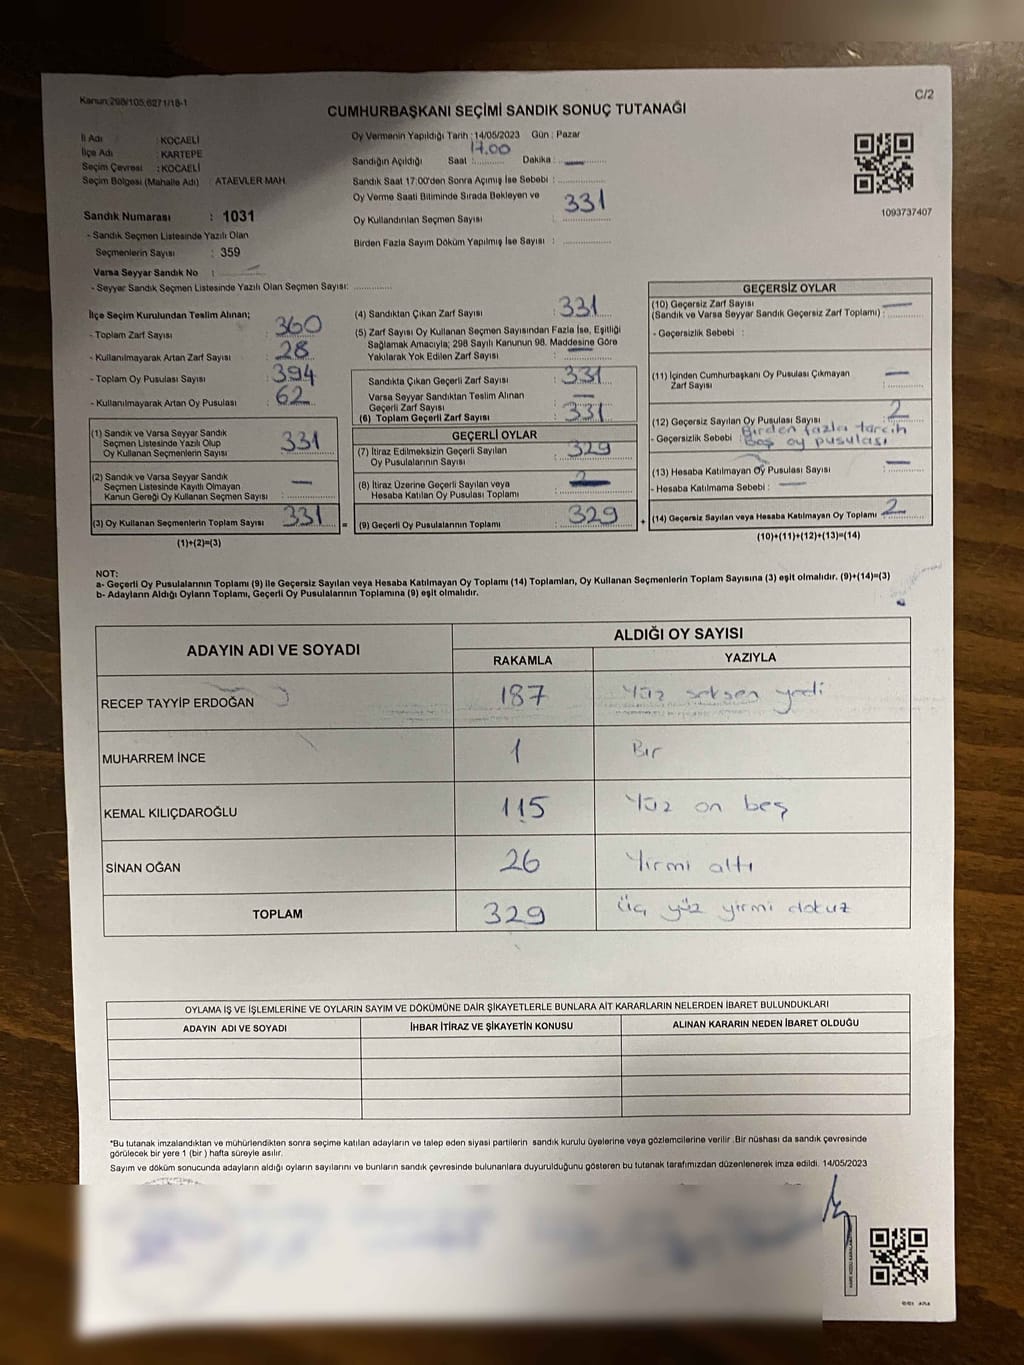 Kanun:298/105;6271/18-1
C/2
CUMHURBAŞKANI SEÇİMİ SANDIK SONUÇ TUTANAĞI
İl Adı : KOCAELİ
İlçe Adı : KARTEPE
Seçim Çevresi : KOCAELİ
Seçim Bölgesi (Mahalle Adı) : ATAEVLER MAH.
Sandık Numarası : 1031
- Sandık Seçmen Listesinde Yazılı Olan
Seçmenlerin Sayısı : 359
Varsa Seyyar Sandık No :
- Seyyar Sandık Seçmen Listesinde Yazılı Olan Seçmen Sayısı: ..............
Oy Vermenin Yapıldığı Tarih : 14/05/2023 Gün : Pazar
Sandığın Açıldığı Saat : 17.00 Dakika : —
Sandık Saat 17:00'den Sonra Açımış İse Sebebi : ..............
Oy Verme Saati Bitiminde Sırada Bekleyen ve
Oy Kullandırılan Seçmen Sayısı : 331
Birden Fazla Sayım Döküm Yapılmış İse Sayısı : ..............
1093737407
İlçe Seçim Kurulundan Teslim Alınan;
- Toplam Zarf Sayısı : 360
- Kullanılmayarak Artan Zarf Sayısı : 28
- Toplam Oy Pusulası Sayısı : 394
- Kullanılmayarak Artan Oy Pusulası : 62
(1) Sandık ve Varsa Seyyar Sandık
Seçmen Listesinde Yazılı Olup
Oy Kullanan Seçmenlerin Sayısı : 331
(2) Sandık ve Varsa Seyyar Sandık
Seçmen Listesinde Kayıtlı Olmayan
Kanun Gereği Oy Kullanan Seçmen Sayısı : —
(3) Oy Kullanan Seçmenlerin Toplam Sayısı : 331 =
(1)+(2)=(3)
(4) Sandıktan Çıkan Zarf Sayısı : 331
(5) Zarf Sayısı Oy Kullanan Seçmen Sayısından Fazla İse, Eşitliği
Sağlamak Amacıyla; 298 Sayılı Kanunun 98. Maddesine Göre
Yakılarak Yok Edilen Zarf Sayısı : —
Sandıkta Çıkan Geçerli Zarf Sayısı : 331
Varsa Seyyar Sandıktan Teslim Alınan
Geçerli Zarf Sayısı : —
(6) Toplam Geçerli Zarf Sayısı : 331
GEÇERLİ OYLAR
(7) İtiraz Edilmeksizin Geçerli Sayılan
Oy Pusulalarının Sayısı : 329
(8) İtiraz Üzerine Geçerli Sayılan veya
Hesaba Katılan Oy Pusulası Toplamı :
(9) Geçerli Oy Pusulalarının Toplamı : 329 +
GEÇERSİZ OYLAR
(10) Geçersiz Zarf Sayısı
(Sandık ve Varsa Seyyar Sandık Geçersiz Zarf Toplamı) : —
- Geçersizlik Sebebi :
(11) İçinden Cumhurbaşkanı Oy Pusulası Çıkmayan
Zarf Sayısı : —
(12) Geçersiz Sayılan Oy Pusulası Sayısı : 2
- Geçersizlik Sebebi : Birden fazla tercih
Boş oy pusulası
(13) Hesaba Katılmayan Oy Pusulası Sayısı : —
- Hesaba Katılmama Sebebi : —
(14) Geçersiz Sayılan veya Hesaba Katılmayan Oy Toplamı : 2
(10)+(11)+(12)+(13)=(14)
NOT:
a- Geçerli Oy Pusulalarının Toplamı (9) ile Geçersiz Sayılan veya Hesaba Katılmayan Oy Toplamı (14) Toplamları, Oy Kullanan Seçmenlerin Toplam Sayısına (3) eşit olmalıdır. (9)+(14)=(3)
b- Adayların Aldığı Oyların Toplamı, Geçerli Oy Pusulalarının Toplamına (9) eşit olmalıdır.
ADAYIN ADI VE SOYADI
ALDIĞI OY SAYISI
RAKAMLA YAZIYLA
RECEP TAYYİP ERDOĞAN 187 Yüz seksen yedi
MUHARREM İNCE 1 Bir
KEMAL KILIÇDAROĞLU 115 Yüz on beş
SİNAN OĞAN 26 Yirmi altı
TOPLAM 329 Üç yüz yirmi dokuz
OYLAMA İŞ VE İŞLEMLERİNE VE OYLARIN SAYIM VE DÖKÜMÜNE DAİR ŞİKAYETLERLE BUNLARA AİT KARARLARIN NELERDEN İBARET BULUNDUKLARI
ADAYIN ADI VE SOYADI İHBAR İTİRAZ VE ŞİKAYETİN KONUSU ALINAN KARARIN NEDEN İBARET OLDUĞU
*Bu tutanak imzalandıktan ve mühürlendikten sonra seçime katılan adayların ve talep eden siyasi partilerin sandık kurulu üyelerine veya gözlemcilerine verilir .Bir nüshası da sandık çevresinde
görülecek bir yere 1 (bir ) hafta süreyle asılır.
Sayım ve döküm sonucunda adayların aldığı oyların sayılarını ve bunların sandık çevresinde bulunanlara duyurulduğunu gösteren bu tutanak tarafımızdan düzenlenerek imza edildi. 14/05/2023